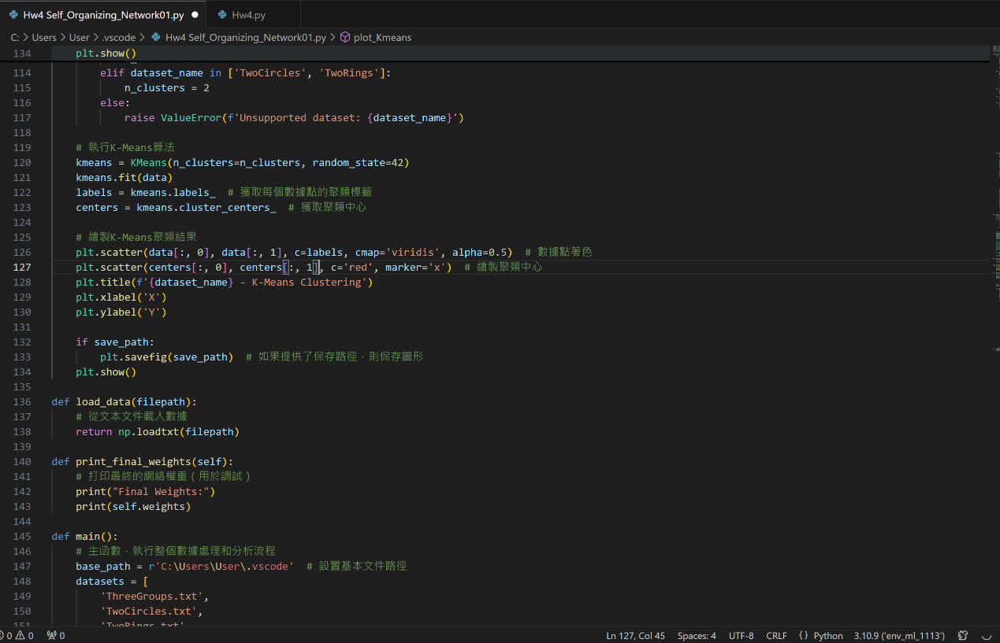 Hw4 Self_Organizing_Network01.py ● Hw4.py
C: > Users > User > .vscode > Hw4 Self_Organizing_Network01.py > plot_Kmeans
134 plt.show()
114 elif dataset_name in ['TwoCircles', 'TwoRings']:
115 n_clusters = 2
116 else:
117 raise ValueError(f'Unsupported dataset: {dataset_name}')
118
119 # 執行K-Means算法
120 kmeans = KMeans(n_clusters=n_clusters, random_state=42)
121 kmeans.fit(data)
122 labels = kmeans.labels_ # 獲取每個數據點的聚類標籤
123 centers = kmeans.cluster_centers_ # 獲取聚類中心
124
125 # 繪製K-Means聚類結果
126 plt.scatter(data[:, 0], data[:, 1], c=labels, cmap='viridis', alpha=0.5) # 數據點著色
127 plt.scatter(centers[:, 0], centers[:, 1], c='red', marker='x') # 繪製聚類中心
128 plt.title(f'{dataset_name} - K-Means Clustering')
129 plt.xlabel('X')
130 plt.ylabel('Y')
131
132 if save_path:
133 plt.savefig(save_path) # 如果提供了保存路徑，則保存圖形
134 plt.show()
135
136 def load_data(filepath):
137 # 從文本文件載入數據
138 return np.loadtxt(filepath)
139
140 def print_final_weights(self):
141 # 打印最終的網絡權重（用於調試）
142 print("Final Weights:")
143 print(self.weights)
144
145 def main():
146 # 主函數，執行整個數據處理和分析流程
147 base_path = r'C:\Users\User\.vscode' # 設置基本文件路徑
148 datasets = [
149 'ThreeGroups.txt',
150 'TwoCircles.txt',
151 'TwoRings.txt'
0 0 0 Ln 127, Col 45 Spaces: 4 UTF-8 CRLF {} Python 3.10.9 ('env_ml_1113')